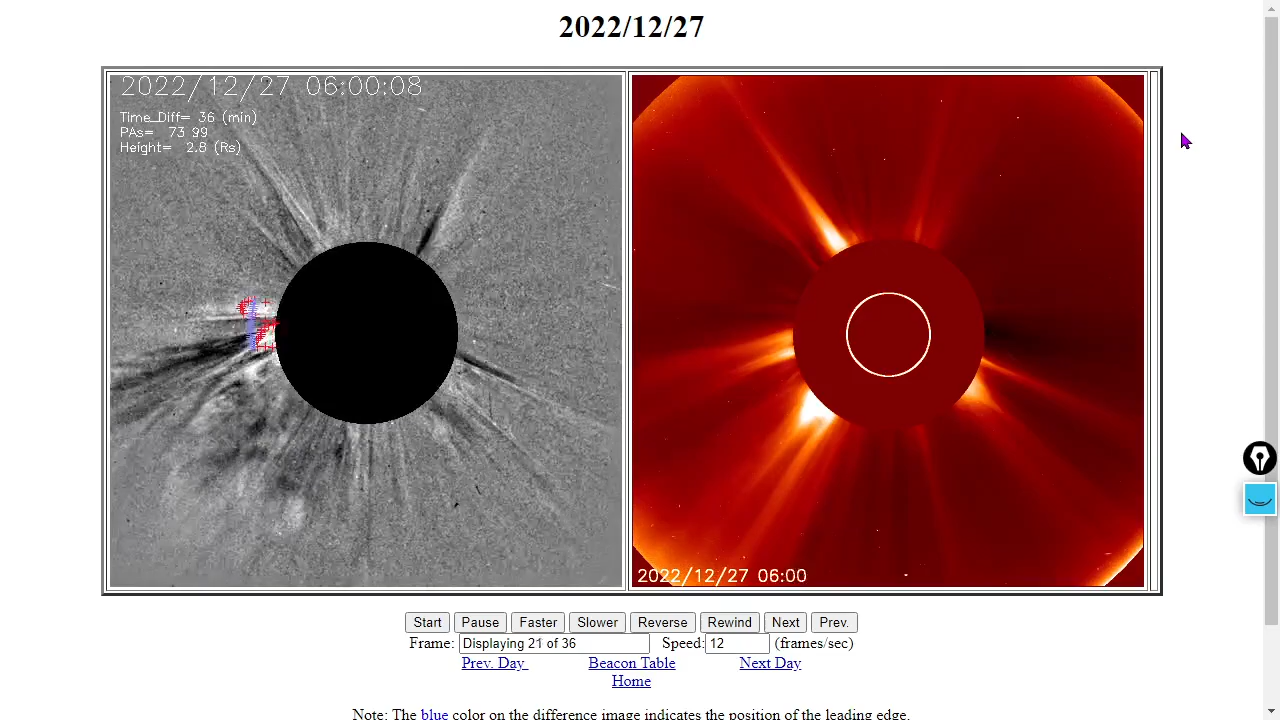 2022/12/27
2022/12/27 06:00:08
Time_Diff= 36 (min)
PAs= 73 99
Height= 2.8 (Rs)
2022/12/27 06:00
Start Pause Faster Slower Reverse Rewind Next Prev.
Frame: Displaying 21 of 36 Speed: 12 (frames/sec)
Prev. Day Beacon Table Next Day
Home
Note: The blue color on the difference image indicates the position of the leading edge.